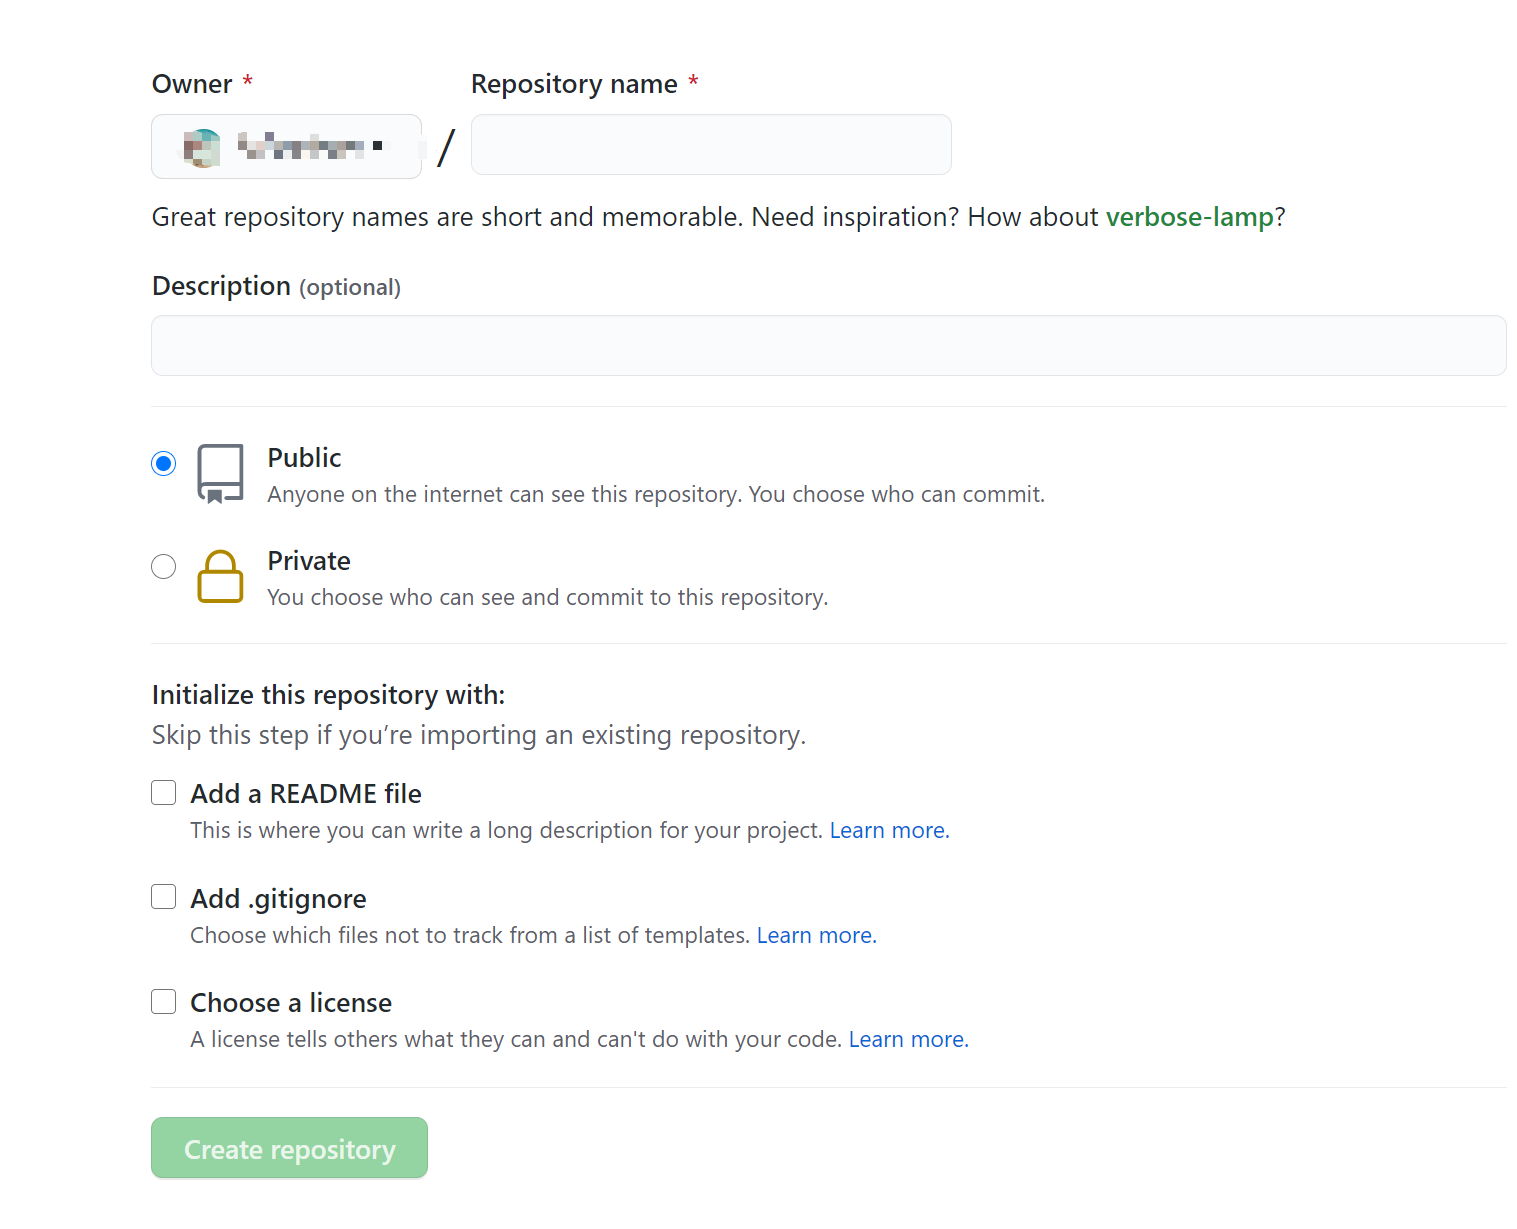 Owner * Repository name *
/
Great repository names are short and memorable. Need inspiration? How about verbose-lamp?
Description (optional)
Public
Anyone on the internet can see this repository. You choose who can commit.
Private
You choose who can see and commit to this repository.
Initialize this repository with:
Skip this step if you’re importing an existing repository.
Add a README file
This is where you can write a long description for your project. Learn more.
Add .gitignore
Choose which files not to track from a list of templates. Learn more.
Choose a license
A license tells others what they can and can't do with your code. Learn more.
Create repository